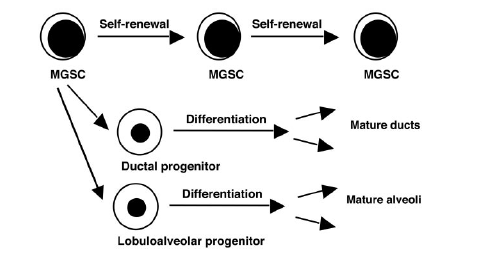 Self-renewal Self-renewal
MGSC MGSC MGSC
Differentiation
Mature ducts
Ductal progenitor
Differentiation
Mature alveoli
Lobuloalveolar progenitor